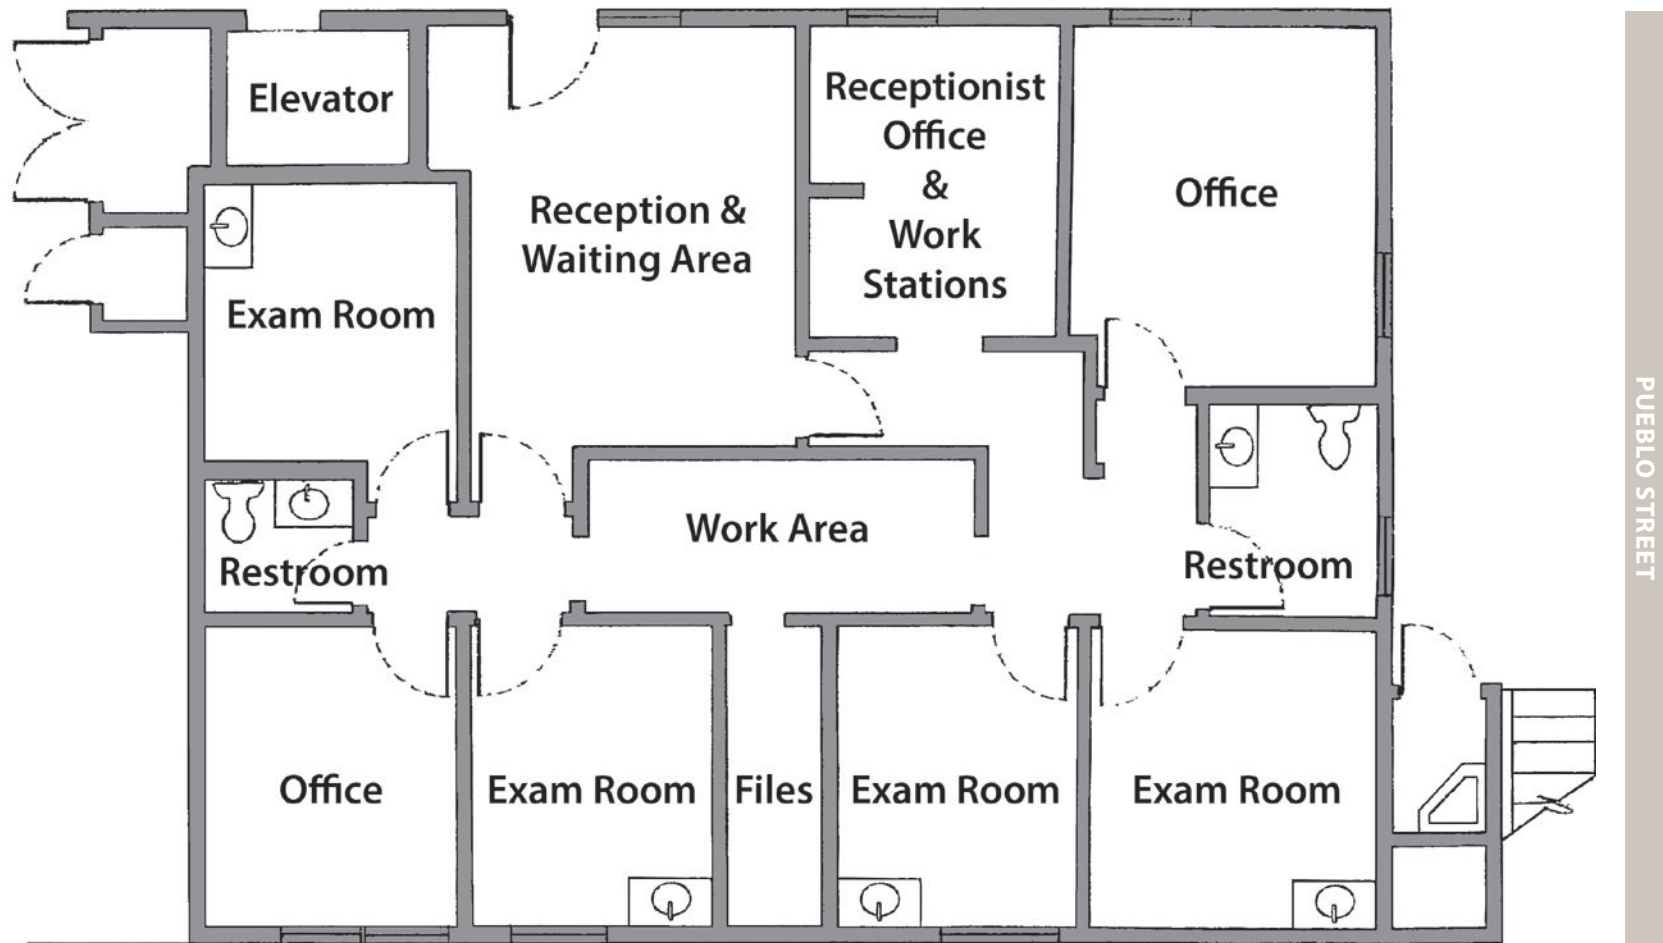 Elevator
Receptionist
Office
&
Work
Stations
Office
Reception &
Waiting Area
Exam Room
Work Area
Restroom
Restroom
Office
Exam Room
Files
Exam Room
Exam Room
PUEBLO STREET